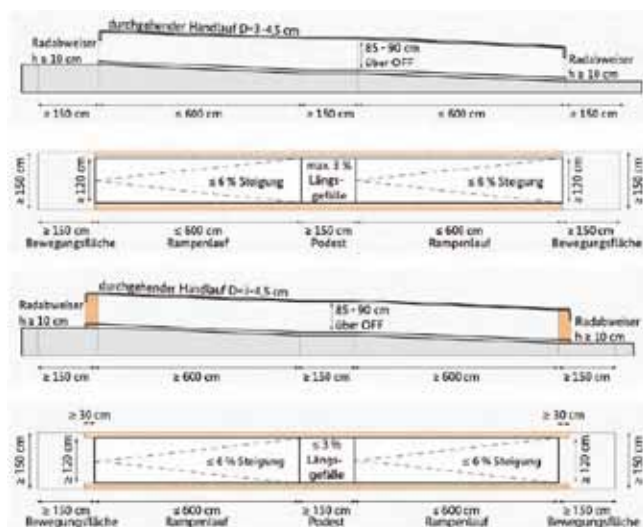 durchgehender Handlauf D=3-4,5 cm
Radabweiser
h ≥ 10 cm
85 - 90 cm
über OFF
Radabweiser
h ≥ 10 cm
≥ 150 cm ≤ 600 cm ≥ 150 cm ≤ 600 cm ≥ 150 cm
≥ 150 cm
≥ 120 cm
≤ 6 % Steigung
max. 3 %
Längs-
gefälle
≤ 6 % Steigung
≥ 120 cm
≥ 150 cm
≥ 150 cm ≤ 600 cm ≥ 150 cm ≤ 600 cm ≥ 150 cm
Bewegungsfläche Rampenlauf Podest Rampenlauf Bewegungsfläche
durchgehender Handlauf D=3-4,5 cm
Radabweiser
h ≥ 10 cm
85 - 90 cm
über OFF
Radabweiser
h ≥ 10 cm
≥ 150 cm ≥ 600 cm ≥ 150 cm ≥ 600 cm ≥ 150 cm
≥ 30 cm ≥ 30 cm
≥ 150 cm
≥ 120 cm
≤ 6 % Steigung
≤ 3 %
Längs-
gefälle
≤ 6 % Steigung
≥ 120 cm
≥ 150 cm
≥ 150 cm ≤ 600 cm ≥ 150 cm ≤ 600 cm ≥ 150 cm
Bewegungsfläche Rampenlauf Podest Rampenlauf Bewegungsfläche